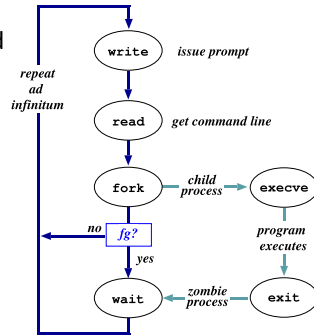 d
write
issue prompt
repeat
ad
infinitum
read
get command line
fork
child
process
execve
no
fg?
yes
program
executes
wait
zombie
process
exit